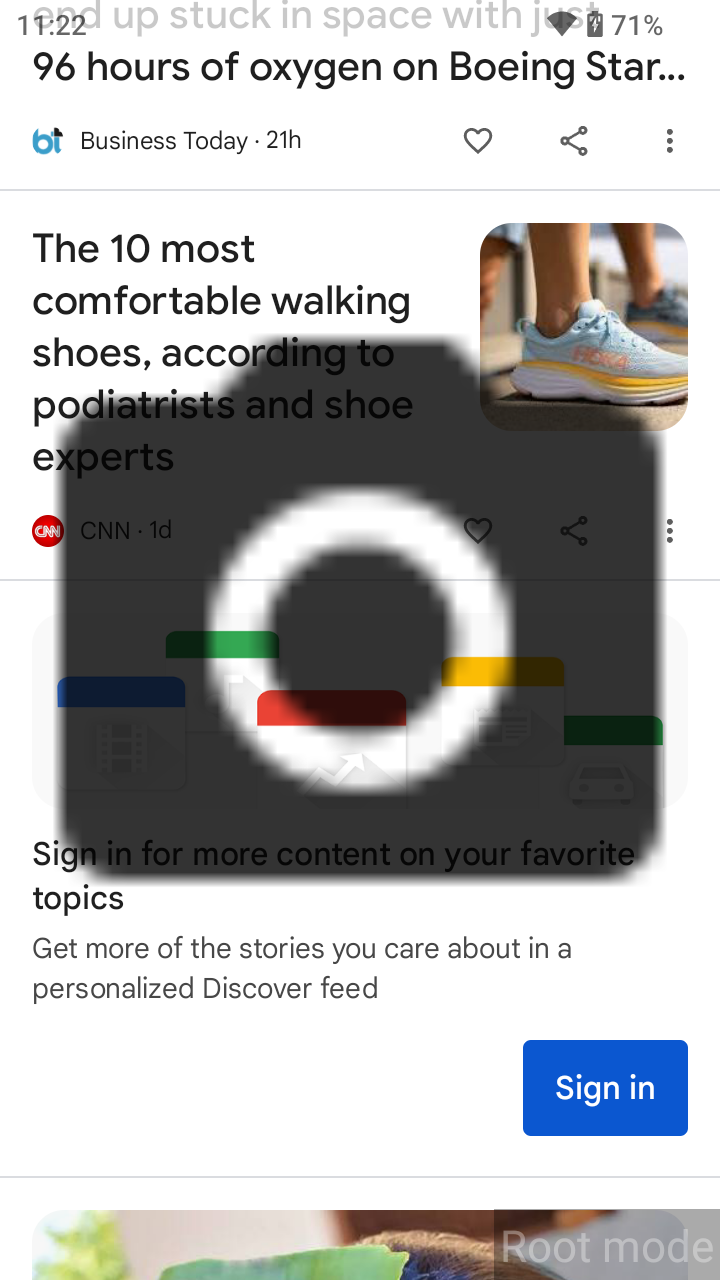 end up stuck in space with just
11:22
71%
96 hours of oxygen on Boeing Star...
bt Business Today · 21h
The 10 most
comfortable walking
shoes, according to
podiatrists and shoe
experts
HOKA
CNN CNN · 1d
Sign in for more content on your favorite
topics
Get more of the stories you care about in a
personalized Discover feed
Sign in
Root mode